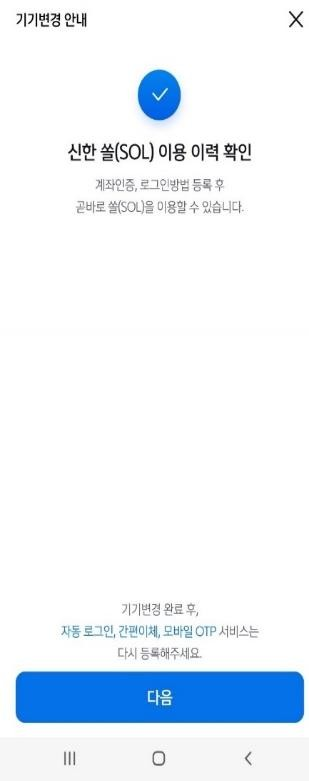 기기변경 안내
신한 쏠(SOL) 이용 이력 확인
계좌인증, 로그인방법 등록 후
곧바로 쏠(SOL)을 이용할 수 있습니다.
기기변경 완료 후,
자동 로그인, 간편이체, 모바일 OTP 서비스는
다시 등록해주세요.
다음